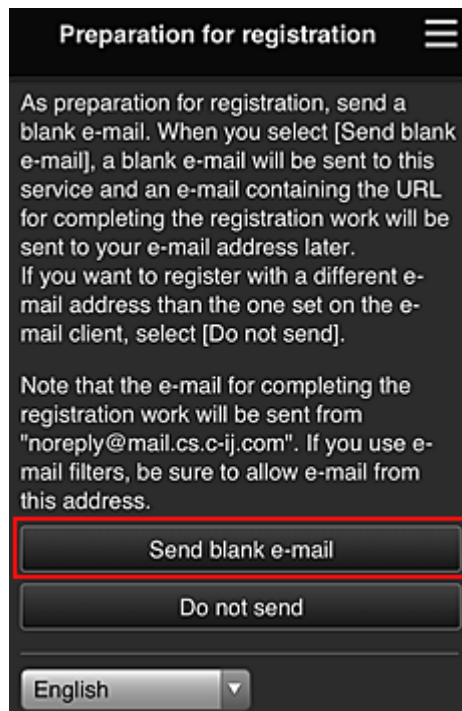 Preparation for registration
As preparation for registration, send a
blank e-mail. When you select [Send blank
e-mail], a blank e-mail will be sent to this
service and an e-mail containing the URL
for completing the registration work will be
sent to your e-mail address later.
If you want to register with a different e-
mail address than the one set on the e-
mail client, select [Do not send].
Note that the e-mail for completing the
registration work will be sent from
"noreply@mail.cs.c-ij.com". If you use e-
mail filters, be sure to allow e-mail from
this address.
Send blank e-mail
Do not send
English